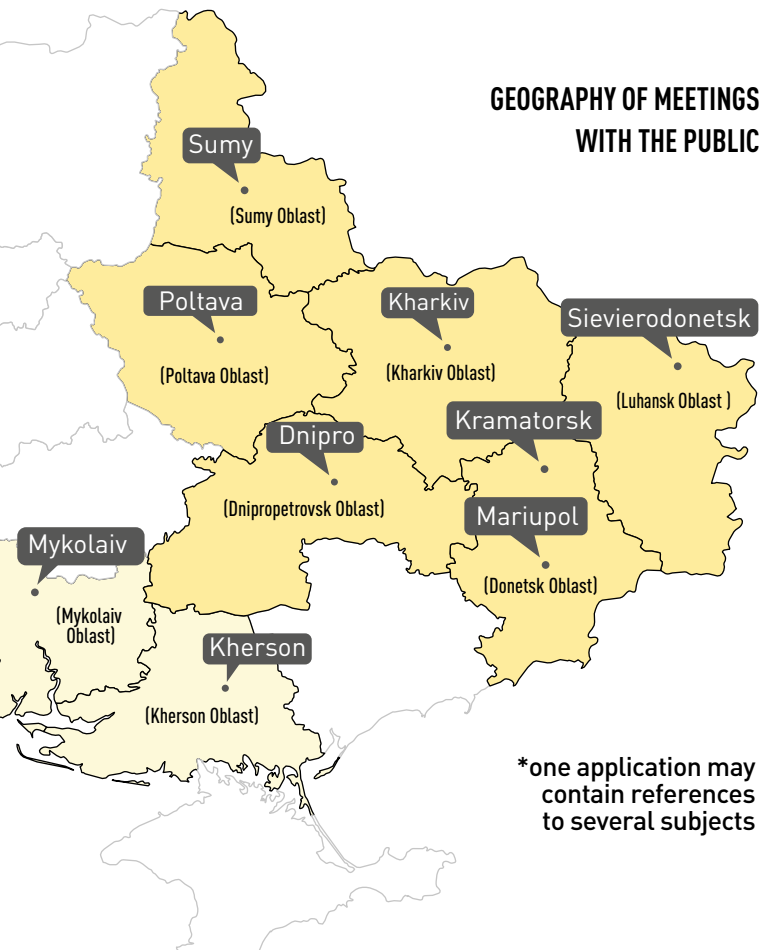 GEOGRAPHY OF MEETINGS
WITH THE PUBLIC
Sumy
(Sumy Oblast)
Poltava
(Poltava Oblast)
Kharkiv
(Kharkiv Oblast)
Sievierodonetsk
(Luhansk Oblast )
Kramatorsk
Dnipro
(Dnipropetrovsk Oblast)
Mariupol
(Donetsk Oblast)
Mykolaiv
(Mykolaiv
Oblast)
Kherson
(Kherson Oblast)
*one application may
contain references
to several subjects